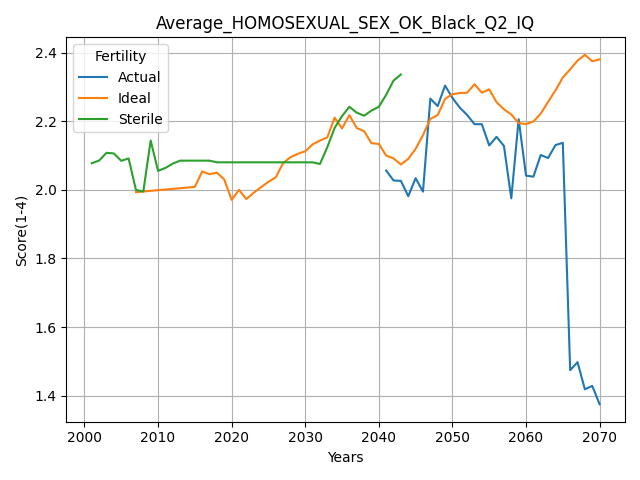 Average_HOMOSEXUAL_SEX_OK_Black_Q2_IQ
Fertility
Actual
Ideal
Sterile
Score(1-4)
2.4
2.2
2.0
1.8
1.6
1.4
2000 2010 2020 2030 2040 2050 2060 2070
Years